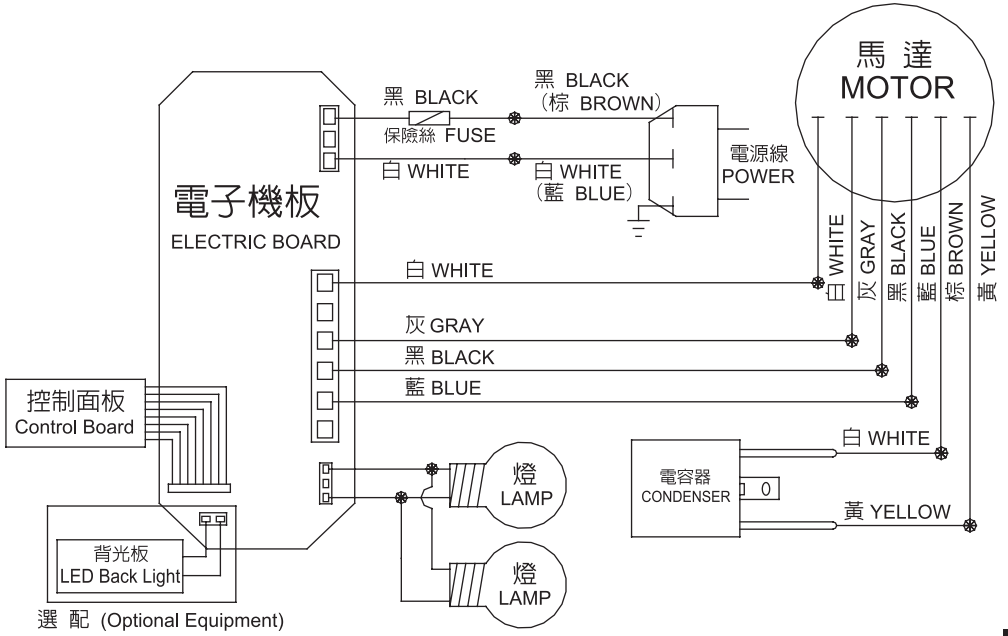 馬 達
MOTOR
黑 BLACK
保險絲 FUSE
白 WHITE
黑 BLACK
(棕 BROWN)
白 WHITE
(藍 BLUE)
電源線
POWER
電子機板
ELECTRIC BOARD
白 WHITE
灰 GRAY
黑 BLACK
藍 BLUE
棕 BROWN
黃 YELLOW
白 WHITE
灰 GRAY
黑 BLACK
藍 BLUE
控制面板
Control Board
白 WHITE
電容器
CONDENSER
黃 YELLOW
燈
LAMP
燈
LAMP
背光板
LED Back Light
選 配 (Optional Equipment)